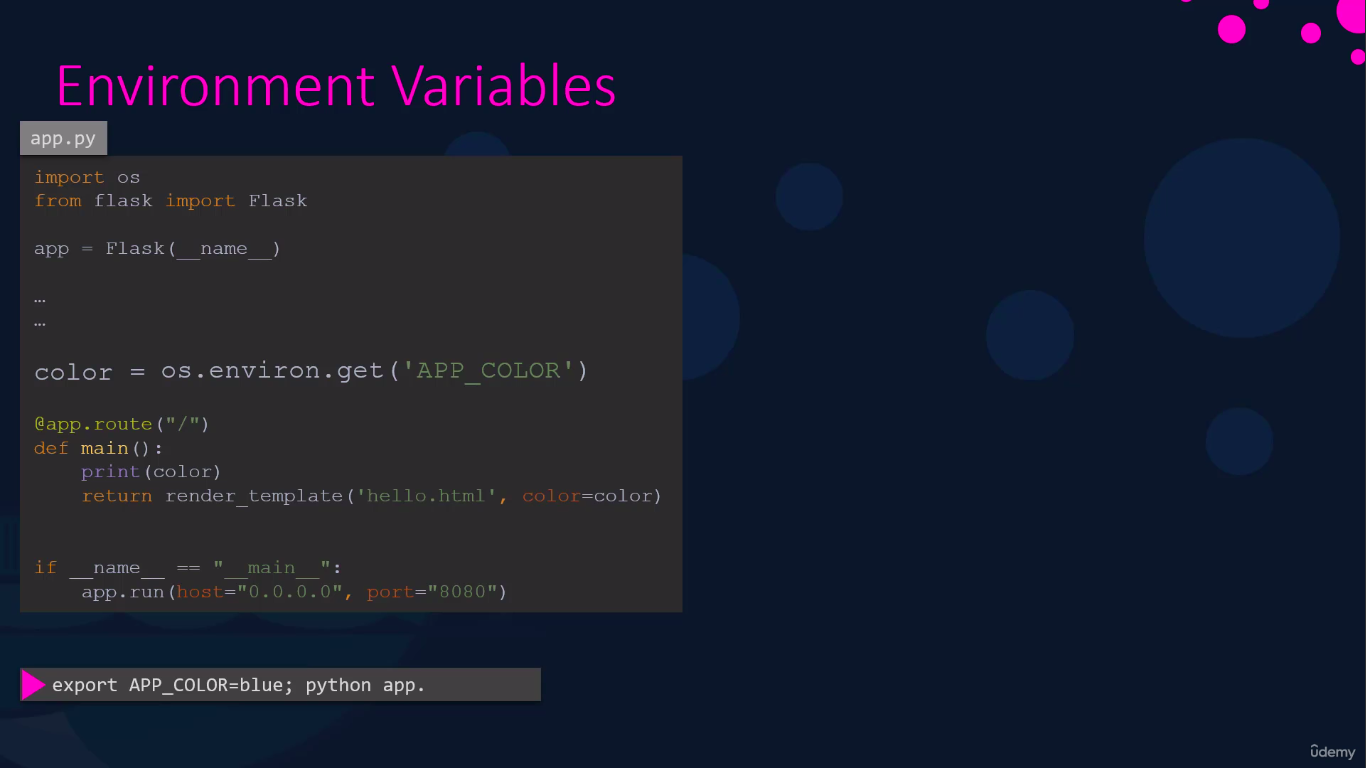 Environment Variables
app.py
import os
from flask import Flask
app = Flask(__name__)
…
…
color = os.environ.get('APP_COLOR')
@app.route("/")
def main():
    print(color)
    return render_template('hello.html', color=color)
if __name__ == "__main__":
    app.run(host="0.0.0.0", port="8080")
export APP_COLOR=blue; python app.
ûdemy